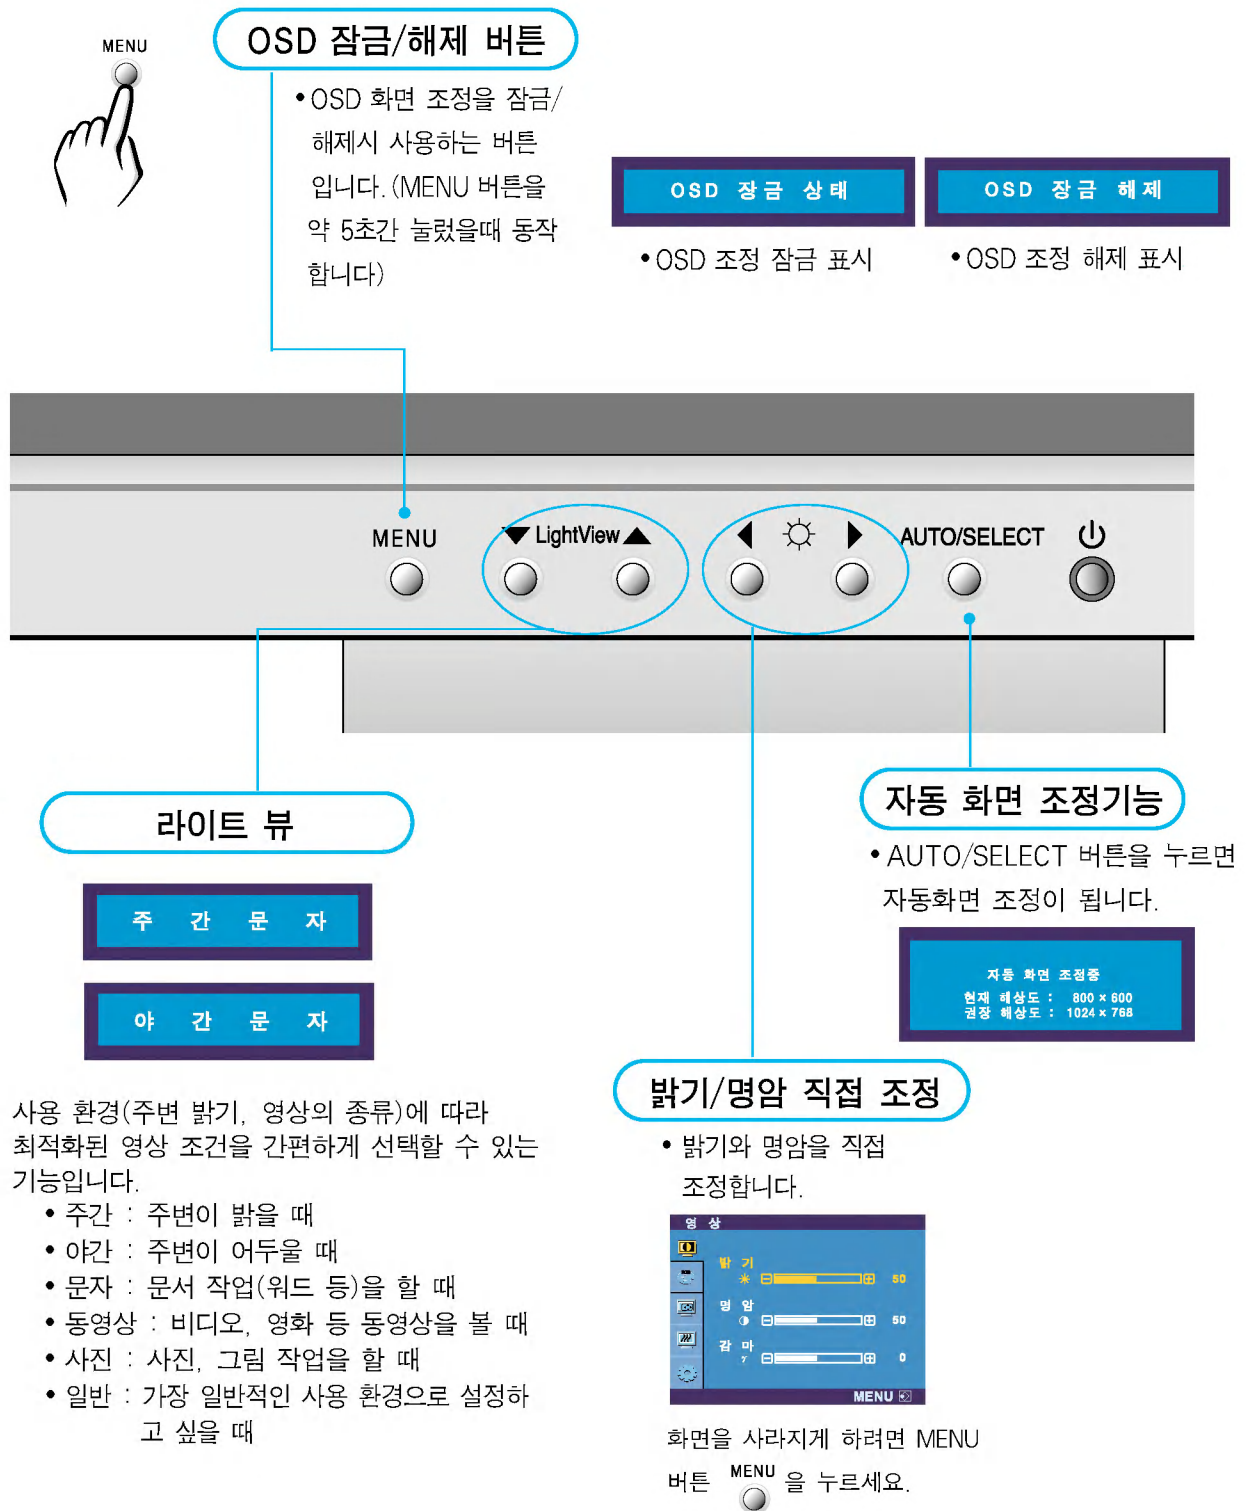 MENU
OSD 잠금/해제 버튼
• OSD 화면 조정을 잠금/
해제시 사용하는 버튼
입니다. (MENU 버튼을
약 5초간 눌렀을때 동작
합니다)
OSD 장금 상태
• OSD 조정 잠금 표시
OSD 장금 해제
• OSD 조정 해제 표시
MENU
▼ LightView ▲
◀ ▶
AUTO/SELECT
라이트 뷰
주 간 문 자
야 간 문 자
사용 환경(주변 밝기, 영상의 종류)에 따라
최적화된 영상 조건을 간편하게 선택할 수 있는
기능입니다.
• 주간 : 주변이 밝을 때
• 야간 : 주변이 어두울 때
• 문자 : 문서 작업(워드 등)을 할 때
• 동영상 : 비디오, 영화 등 동영상을 볼 때
• 사진 : 사진, 그림 작업을 할 때
• 일반 : 가장 일반적인 사용 환경으로 설정하
고 싶을 때
자동 화면 조정기능
• AUTO/SELECT 버튼을 누르면
자동화면 조정이 됩니다.
자동 화면 조정중
현재 해상도 : 800 × 600
권장 해상도 : 1024 × 768
밝기/명암 직접 조정
• 밝기와 명암을 직접
조정합니다.
영 상
밝 기
50
명 암
50
감 마
γ 0
MENU
화면을 사라지게 하려면 MENU
버튼 MENU 을 누르세요.